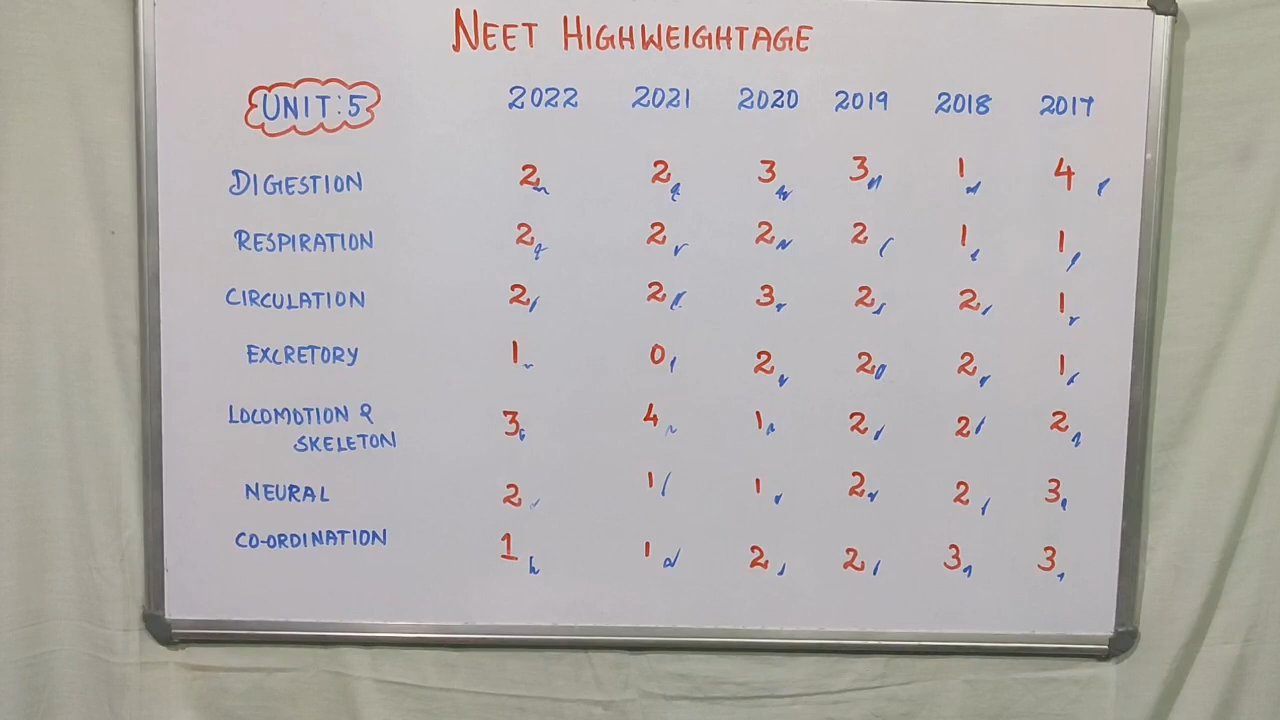 NEET HIGHWEIGHTAGE
UNIT:5 2022 2021 2020 2019 2018 2017
DIGESTION 2 2 3 3 1 4
RESPIRATION 2 2 2 2 1 1
CIRCULATION 2 2 3 2 2 1
EXCRETORY 1 0 2 2 2 1
LOCOMOTION & 3 4 1 2 2 2
SKELETON
NEURAL 2 1 1 2 2 3
CO-ORDINATION 1 1 2 2 3 3